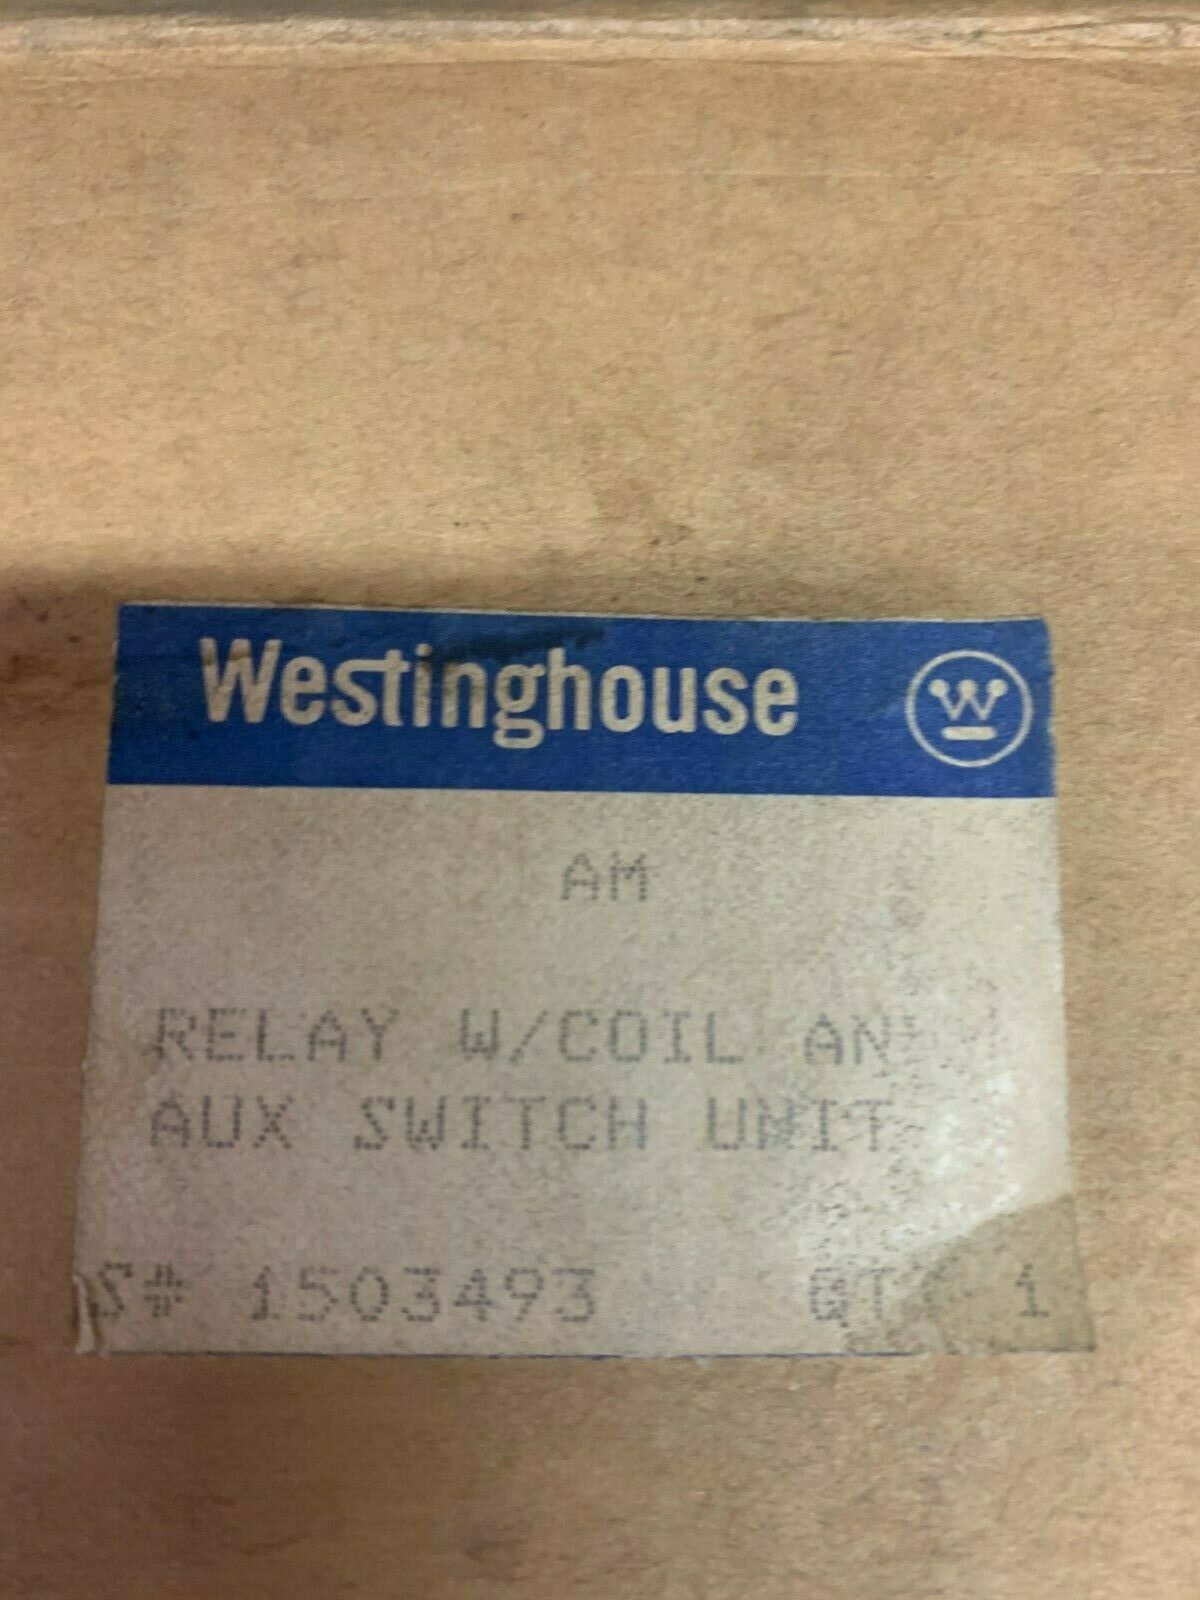 Westinghouse W
AM
RELAY W/COIL AN
AUX SWITCH UNIT
S# 1503493 QT 1